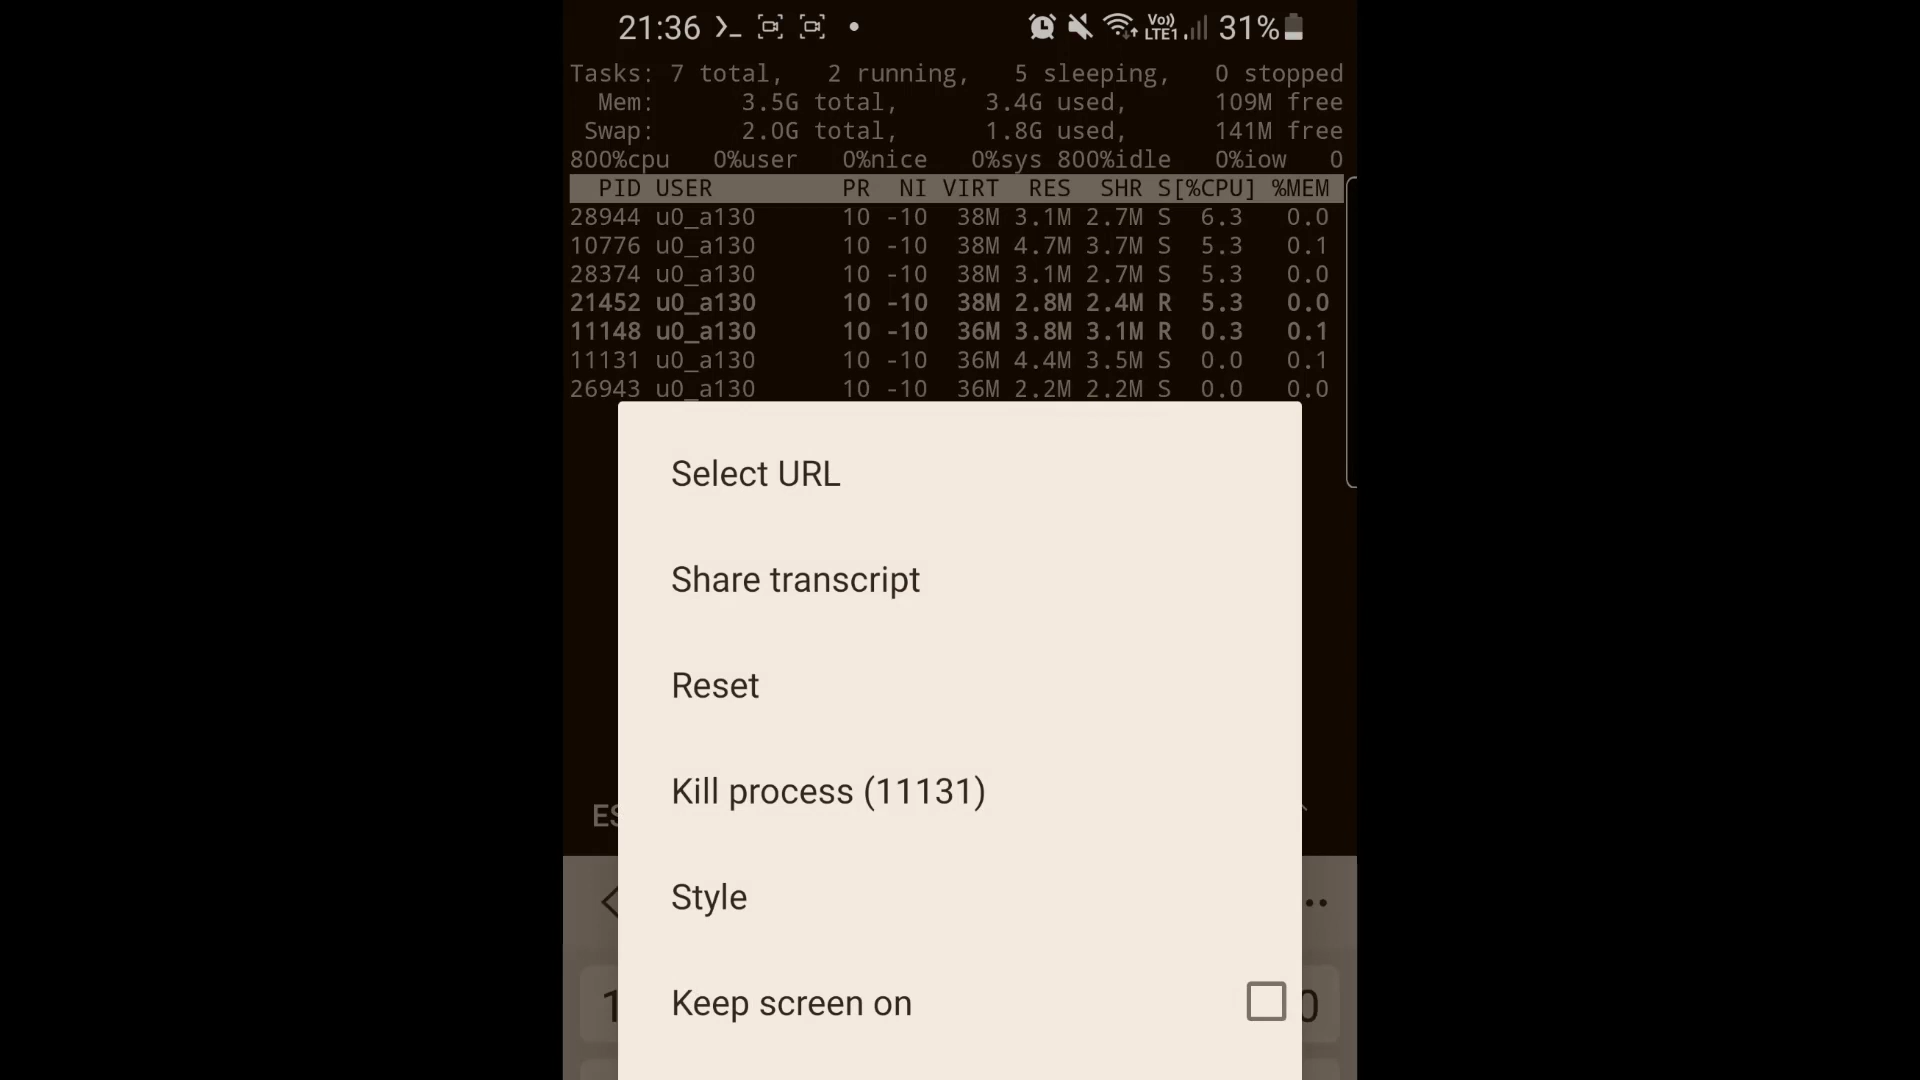 21:36 Vo)) LTE1 31%
Tasks: 7 total, 2 running, 5 sleeping, 0 stopped
Mem: 3.5G total, 3.4G used, 109M free
Swap: 2.0G total, 1.8G used, 141M free
800%cpu 0%user 0%nice 0%sys 800%idle 0%iow 0
PID USER PR NI VIRT RES SHR S[%CPU] %MEM
28944 u0_a130 10 -10 38M 3.1M 2.7M S 6.3 0.0
10776 u0_a130 10 -10 38M 4.7M 3.7M S 5.3 0.1
28374 u0_a130 10 -10 38M 3.1M 2.7M S 5.3 0.0
21452 u0_a130 10 -10 38M 2.8M 2.4M R 5.3 0.0
11148 u0_a130 10 -10 36M 3.8M 3.1M R 0.3 0.1
11131 u0_a130 10 -10 36M 4.4M 3.5M S 0.0 0.1
26943 u0_a130 10 -10 36M 2.2M 2.2M S 0.0 0.0
Select URL
Share transcript
Reset
Kill process (11131)
ES
Style
Keep screen on
1 0